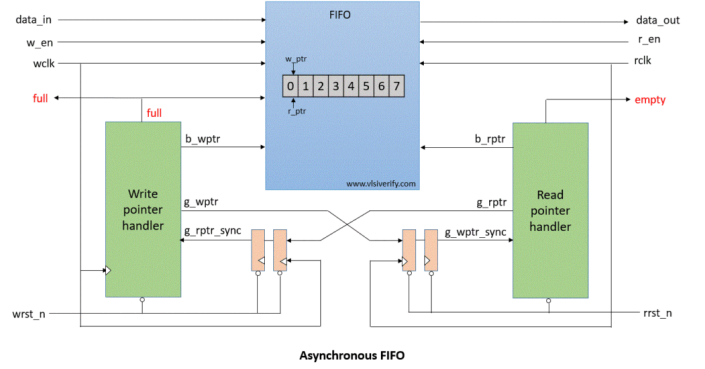 FIFO
data_in
data_out
w_en
r_en
wclk
w_ptr
rclk
0 1 2 3 4 5 6 7
full
full
r_ptr
empty
b_wptr
b_rptr
www.vlsiverify.com
Write
pointer
handler
g_wptr
g_rptr
Read
pointer
handler
g_rptr_sync
g_wptr_sync
wrst_n
rrst_n
Asynchronous FIFO